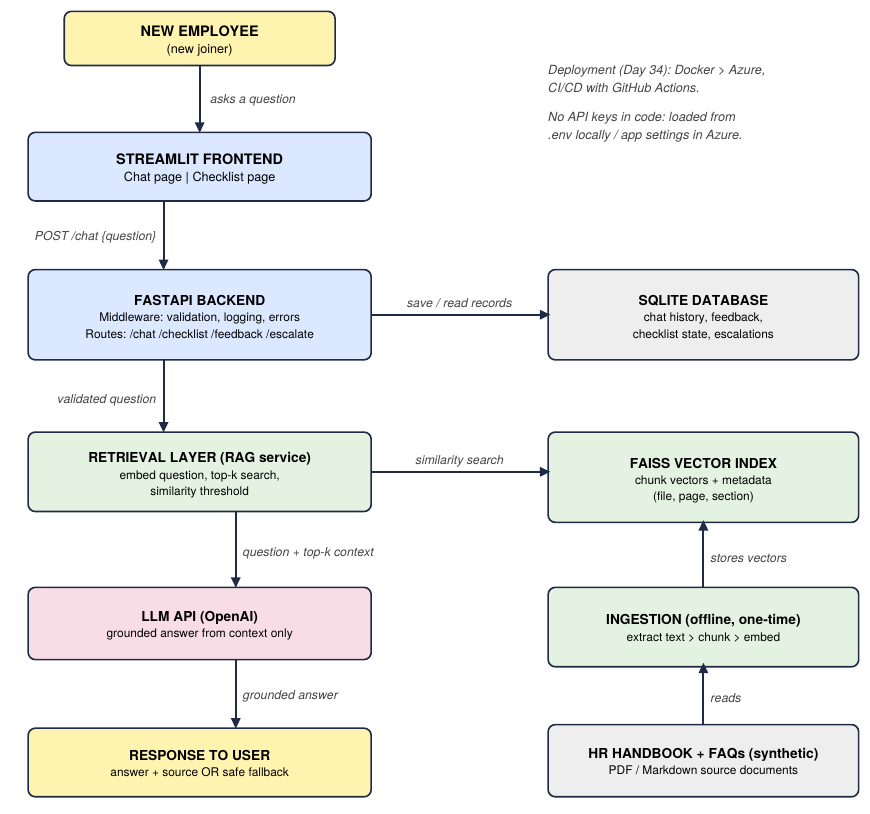 NEW EMPLOYEE
(new joiner)
asks a question
Deployment (Day 34): Docker > Azure,
CI/CD with GitHub Actions.
No API keys in code: loaded from
.env locally / app settings in Azure.
STREAMLIT FRONTEND
Chat page | Checklist page
POST /chat {question}
FASTAPI BACKEND
Middleware: validation, logging, errors
Routes: /chat /checklist /feedback /escalate
save / read records
SQLITE DATABASE
chat history, feedback,
checklist state, escalations
validated question
RETRIEVAL LAYER (RAG service)
embed question, top-k search,
similarity threshold
similarity search
FAISS VECTOR INDEX
chunk vectors + metadata
(file, page, section)
question + top-k context
stores vectors
LLM API (OpenAI)
grounded answer from context only
INGESTION (offline, one-time)
extract text > chunk > embed
grounded answer
reads
RESPONSE TO USER
answer + source OR safe fallback
HR HANDBOOK + FAQs (synthetic)
PDF / Markdown source documents